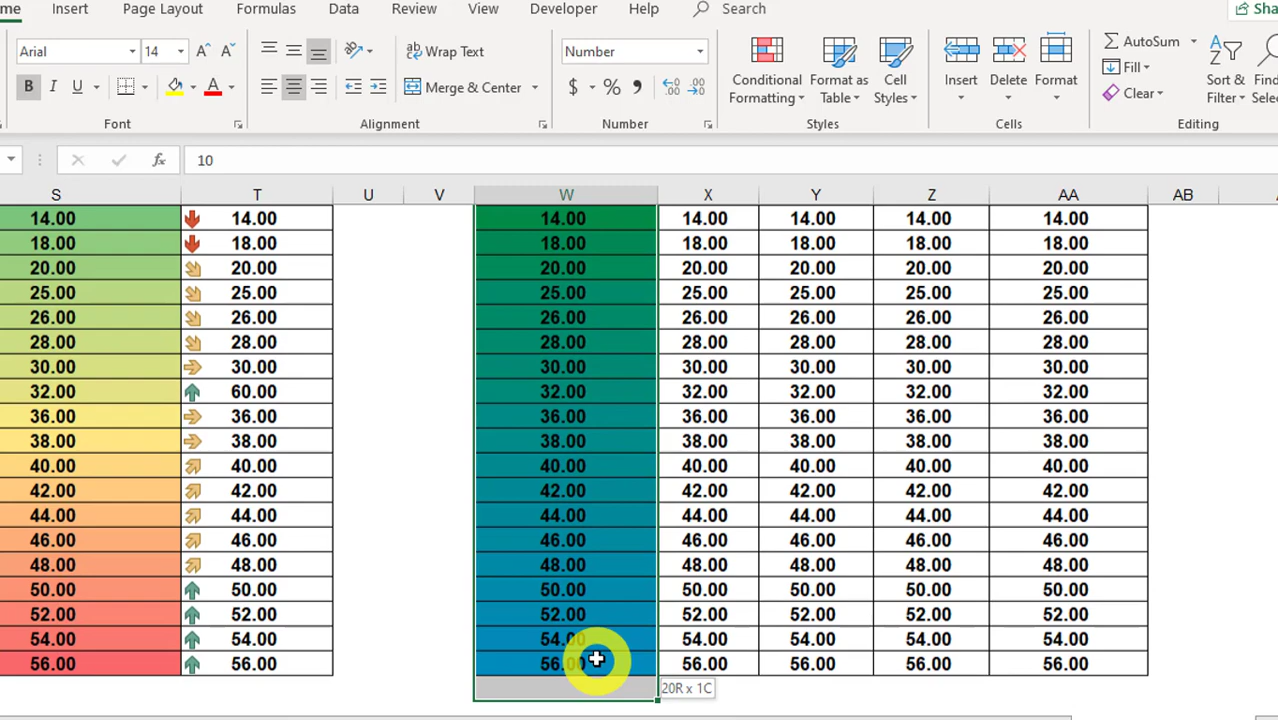 me Insert Page Layout Formulas Data Review View Developer Help Search Sha
Arial 14 Wrap Text Number AutoSum
Conditional Format as Cell Insert Delete Format Fill Sort & Find
B I U A Merge & Center $ % Formatting Table Styles Clear Filter Selec
Font Alignment Number Styles Cells Editing
fx 10
S T U V W X Y Z AA AB
14.00 14.00 14.00 14.00 14.00 14.00 14.00
18.00 18.00 18.00 18.00 18.00 18.00 18.00
20.00 20.00 20.00 20.00 20.00 20.00 20.00
25.00 25.00 25.00 25.00 25.00 25.00 25.00
26.00 26.00 26.00 26.00 26.00 26.00 26.00
28.00 28.00 28.00 28.00 28.00 28.00 28.00
30.00 30.00 30.00 30.00 30.00 30.00 30.00
32.00 60.00 32.00 32.00 32.00 32.00 32.00
36.00 36.00 36.00 36.00 36.00 36.00 36.00
38.00 38.00 38.00 38.00 38.00 38.00 38.00
40.00 40.00 40.00 40.00 40.00 40.00 40.00
42.00 42.00 42.00 42.00 42.00 42.00 42.00
44.00 44.00 44.00 44.00 44.00 44.00 44.00
46.00 46.00 46.00 46.00 46.00 46.00 46.00
48.00 48.00 48.00 48.00 48.00 48.00 48.00
50.00 50.00 50.00 50.00 50.00 50.00 50.00
52.00 52.00 52.00 52.00 52.00 52.00 52.00
54.00 54.00 54.00 54.00 54.00 54.00 54.00
56.00 56.00 56.00 56.00 56.00 56.00 56.00
20R x 1C